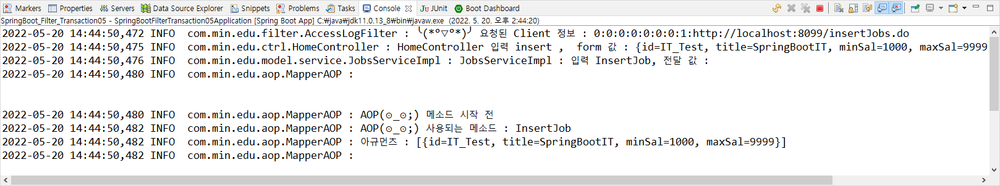 Markers Properties Servers Data Source Explorer Snippets Problems Tasks Console JUnit Boot Dashboard
SpringBoot_Filter_Transaction05 - SpringBootFilterTransaction05Application [Spring Boot App] C:₩java₩jdk11.0.13_8₩bin₩javaw.exe (2022. 5. 20. 오후 2:44:20)
2022-05-20 14:44:50,472 INFO com.min.edu.filter.AccessLogFilter : ╰(*°▽°*)╯ 요청된 Client 정보 : 0:0:0:0:0:0:0:1:http://localhost:8099/insertJobs.do
2022-05-20 14:44:50,475 INFO com.min.edu.ctrl.HomeController : HomeController 입력 insert , form 값 : {id=IT_Test, title=SpringBootIT, minSal=1000, maxSal=9999
2022-05-20 14:44:50,476 INFO com.min.edu.model.service.JobsServiceImpl : JobsServiceImpl : 입력 InsertJob, 전달 값 :
2022-05-20 14:44:50,480 INFO com.min.edu.aop.MapperAOP :
2022-05-20 14:44:50,480 INFO com.min.edu.aop.MapperAOP : AOP(⊙_⊙;) 메소드 시작 전
2022-05-20 14:44:50,482 INFO com.min.edu.aop.MapperAOP : AOP(⊙_⊙;) 사용되는 메소드 : InsertJob
2022-05-20 14:44:50,482 INFO com.min.edu.aop.MapperAOP : 아규먼츠 : [{id=IT_Test, title=SpringBootIT, minSal=1000, maxSal=9999}]
2022-05-20 14:44:50,482 INFO com.min.edu.aop.MapperAOP :